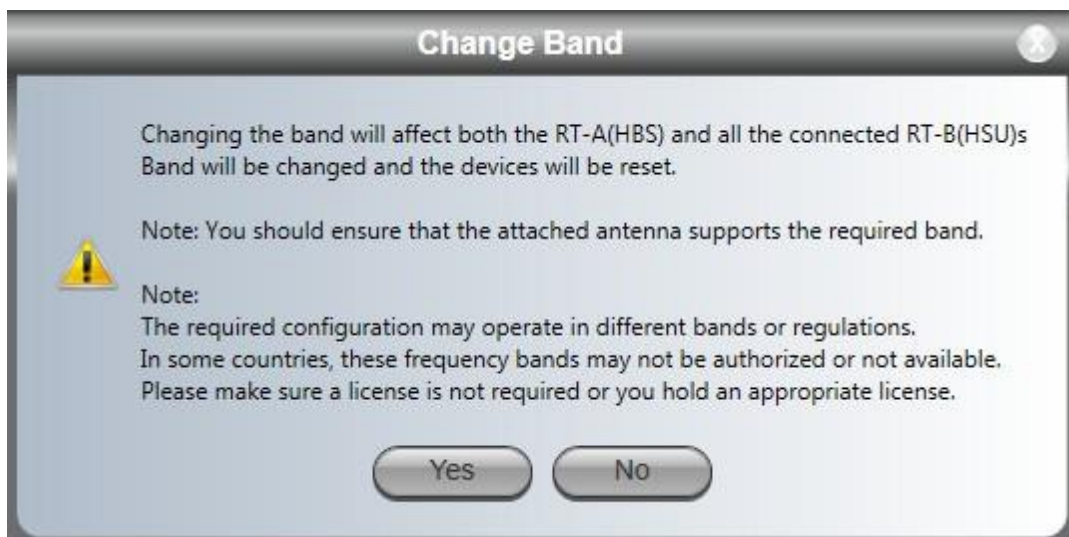 Change Band
Changing the band will affect both the RT-A(HBS) and all the connected RT-B(HSU)s
Band will be changed and the devices will be reset.
Note: You should ensure that the attached antenna supports the required band.
Note:
The required configuration may operate in different bands or regulations.
In some countries, these frequency bands may not be authorized or not available.
Please make sure a license is not required or you hold an appropriate license.
Yes
No